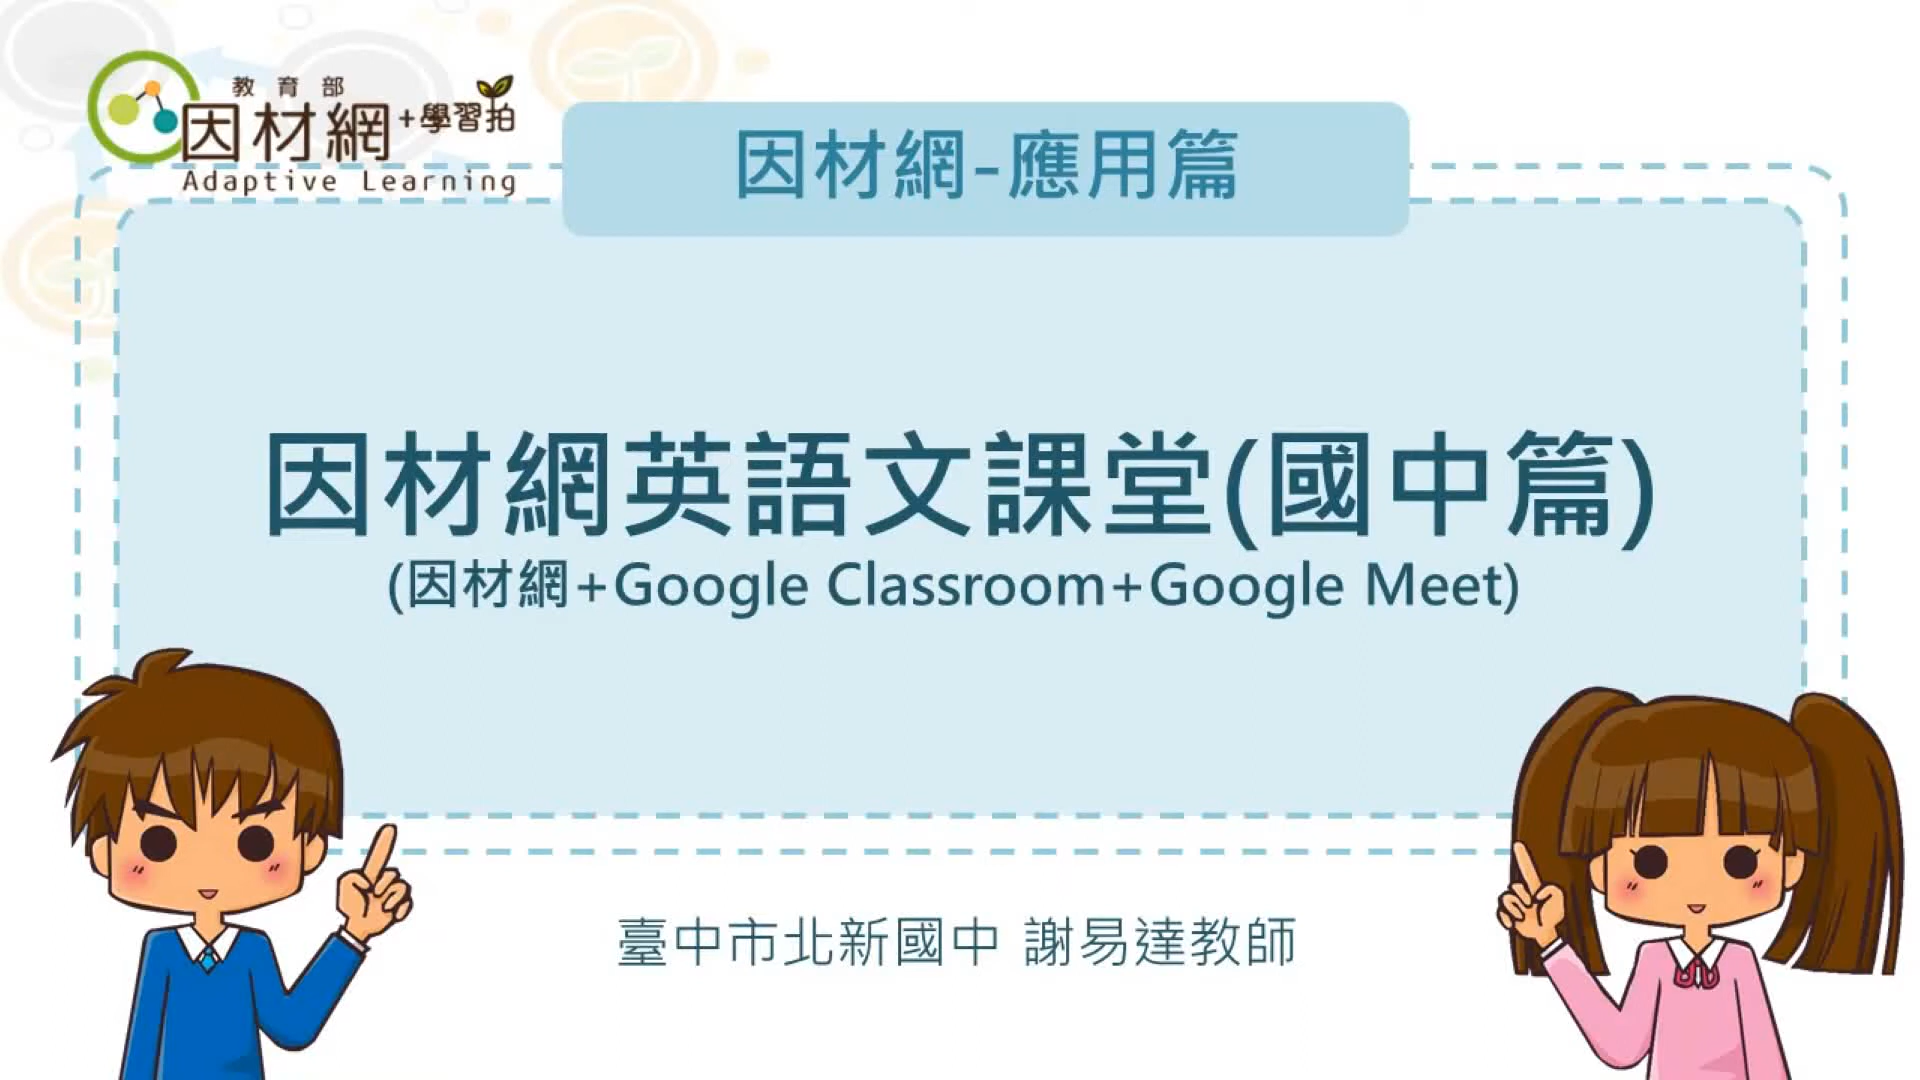 教育部
因材網+學習拍
Adaptive Learning
因材網-應用篇
因材網英語文課堂(國中篇)
(因材網+Google Classroom+Google Meet)
臺中市北新國中 謝易達教師